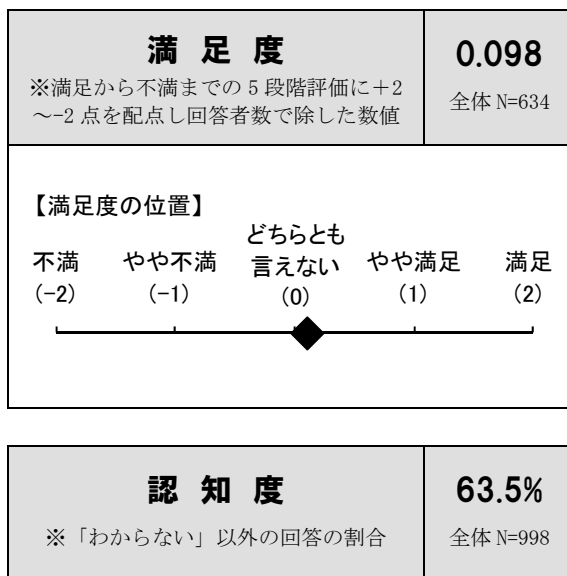 満足度
※満足から不満までの5段階評価に＋2
～-2点を配点し回答者数で除した数値
0.098
全体 N=634
【満足度の位置】
不満
(-2)
やや不満
(-1)
どちらとも
言えない
(0)
やや満足
(1)
満足
(2)
認知度
※「わからない」以外の回答の割合
63.5%
全体 N=998